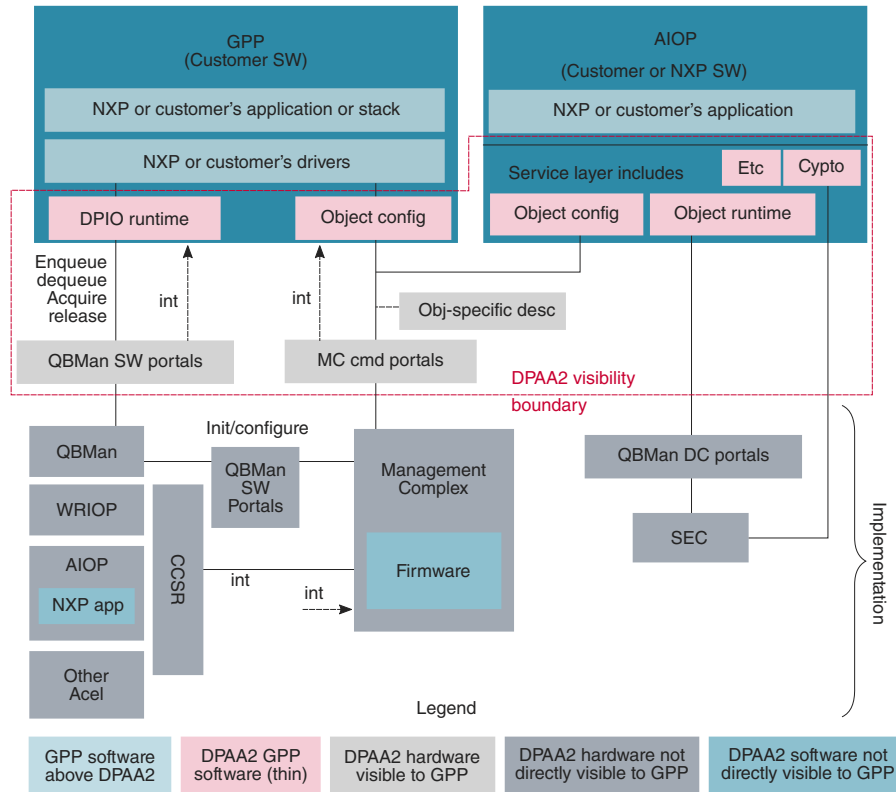 GPP
(Customer SW)
NXP or customer's application or stack
NXP or customer's drivers
DPIO runtime
Object config
AIOP
(Customer or NXP SW)
NXP or customer's application
Service layer includes
Etc
Cypto
Object config
Object runtime
Enqueue
dequeue
Acquire
release
int
int
Obj-specific desc
QBMan SW portals
MC cmd portals
DPAA2 visibility
boundary
Init/configure
QBMan
QBMan
SW
Portals
Management
Complex
QBMan DC portals
WRIOP
SEC
AIOP
NXP app
CCSR
int
int
Firmware
Implementation
Other
Acel
Legend
GPP software
above DPAA2
DPAA2 GPP
software (thin)
DPAA2 hardware
visible to GPP
DPAA2 hardware not
directly visible to GPP
DPAA2 software not
directly visible to GPP